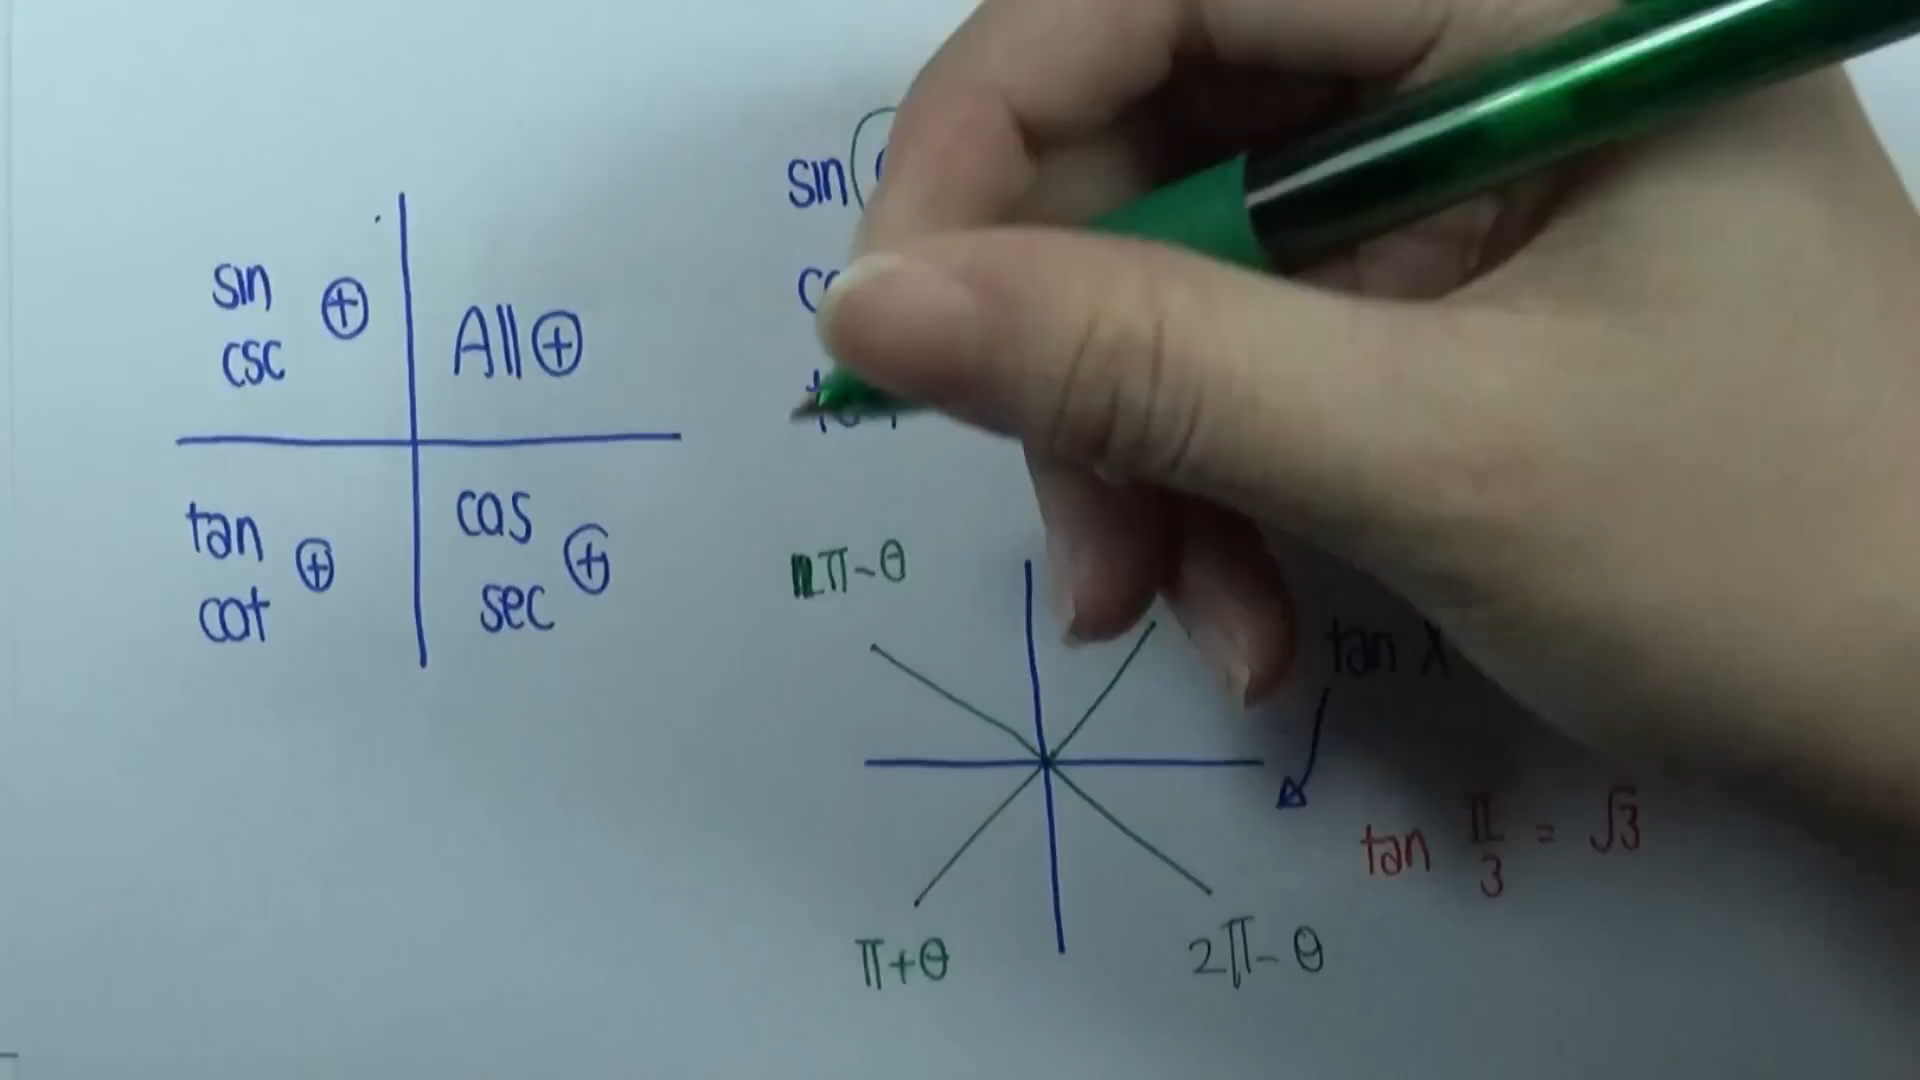 sin
csc ⊕
All ⊕
tan
cot ⊕
cos
sec ⊕
sin(
π-θ
π+θ
2π-θ
tan x
tan π/3 = √3